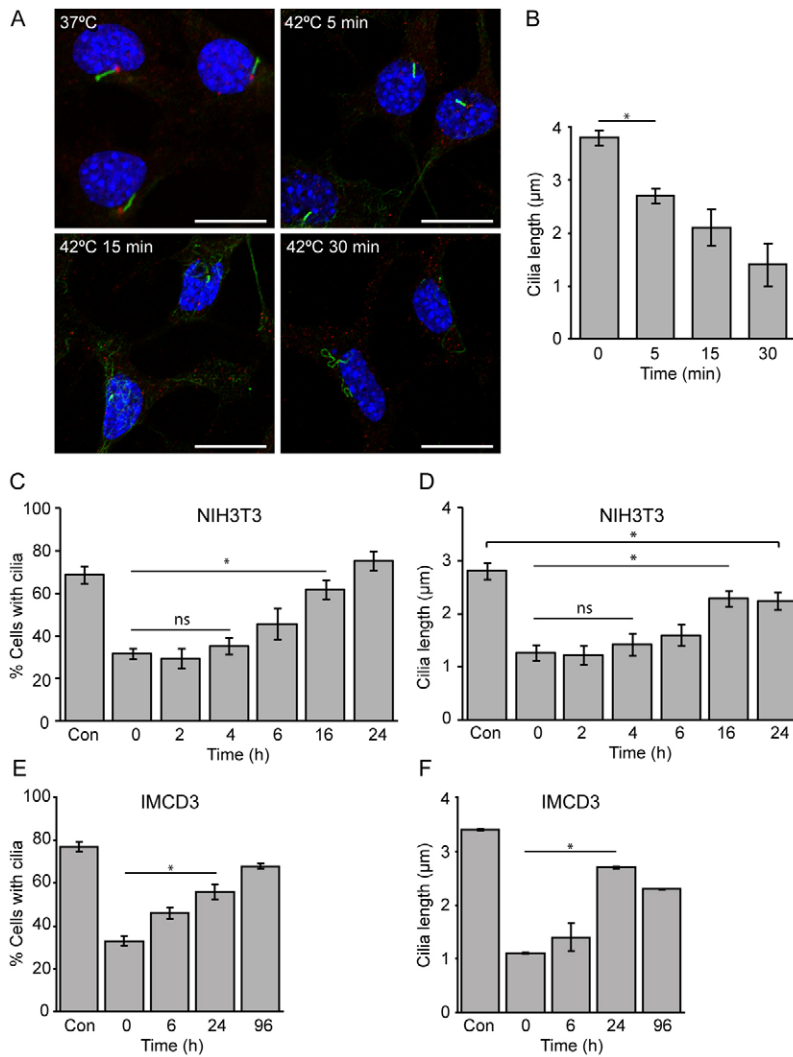 A
37ºC
42ºC 5 min
42ºC 15 min
42ºC 30 min
B
Cilia length (µm)
4
3
2
1
0
*
0 5 15 30
Time (min)
C
NIH3T3
% Cells with cilia
100
80
60
40
20
0
*
ns
Con 0 2 4 6 16 24
Time (h)
D
NIH3T3
Cilia length (µm)
4
3
2
1
0
*
*
ns
Con 0 2 4 6 16 24
Time (h)
E
IMCD3
% Cells with cilia
100
80
60
40
20
0
*
Con 0 6 24 96
Time (h)
F
IMCD3
Cilia length (µm)
4
3
2
1
0
*
Con 0 6 24 96
Time (h)